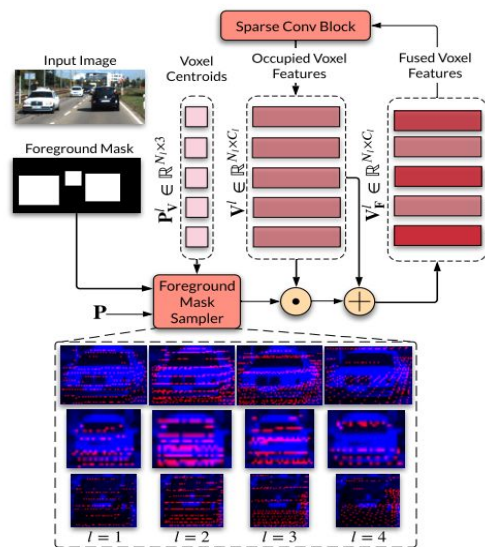 Sparse Conv Block
Input Image
Voxel
Centroids
Occupied Voxel
Features
Fused Voxel
Features
Foreground Mask
P_V^l ∈ ℝ^{N_l×3}
V^l ∈ ℝ^{N_l×C_l}
V_F^l ∈ ℝ^{N_l×C_l}
P
Foreground
Mask
Sampler
l = 1
l = 2
l = 3
l = 4